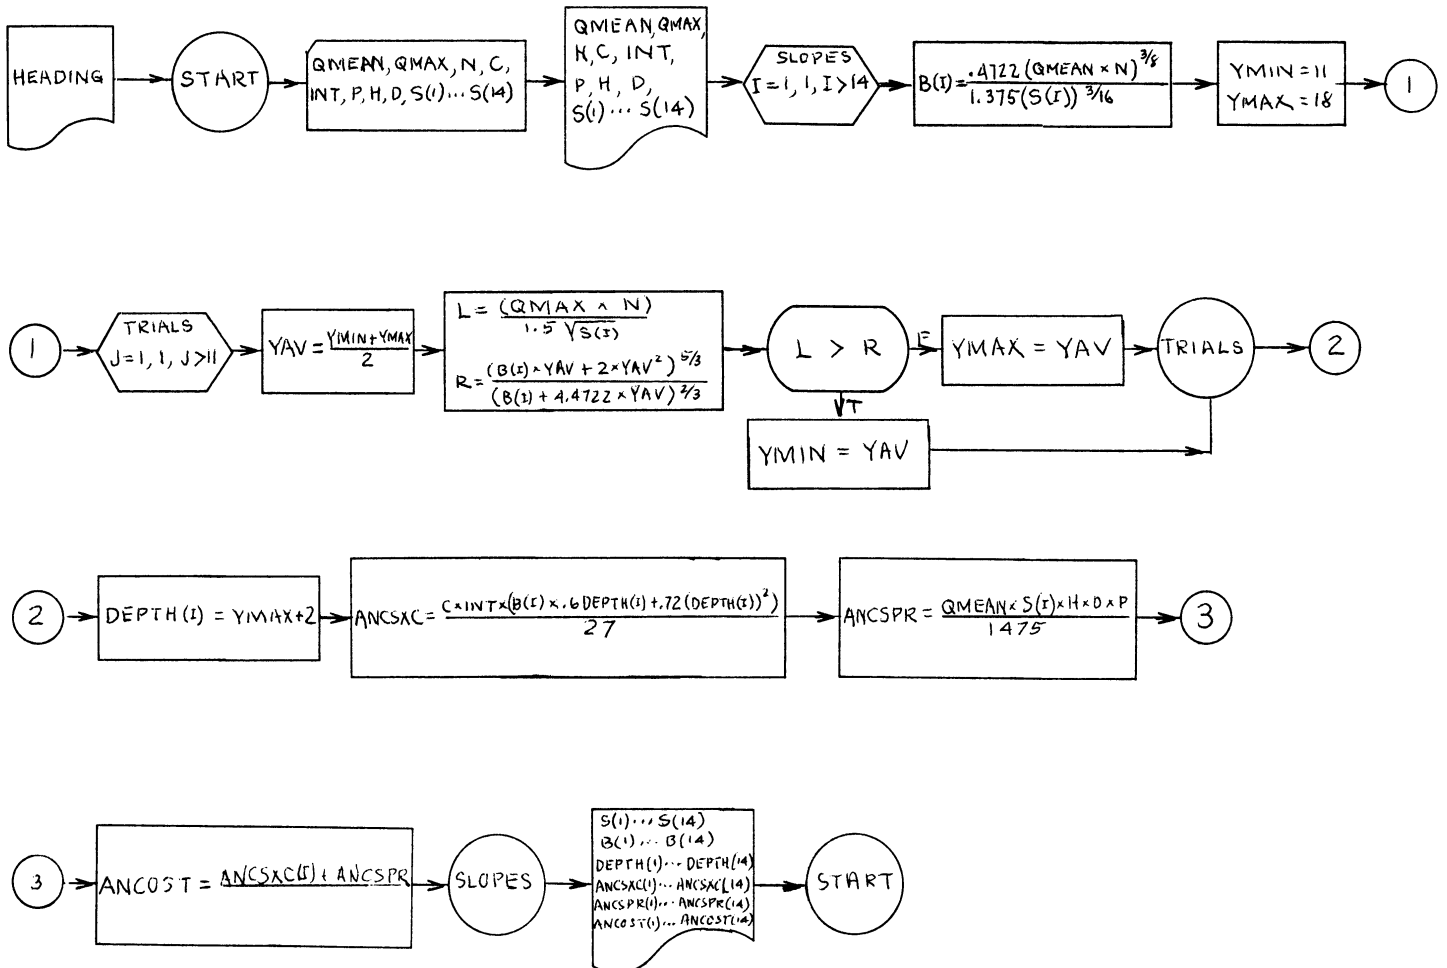 HEADING
START
QMEAN, QMAX, N, C,
INT, P, H, D, S(1)... S(14)
QMEAN, QMAX,
N, C, INT,
P, H, D,
S(1) ... S(14)
SLOPES
I = 1, 1, I > 14
B(I) = .4722 (QMEAN × N) 3/8
1.375 (S(I)) 3/16
YMIN = 11
YMAX = 18
1
1
TRIALS
J=1, 1, J>11
YAV = YMIN + YMAX
2
L = (QMAX × N)
1.5 √S(I)
R = (B(I) × YAV + 2 × YAV²) 5/3
(B(I) + 4.4722 × YAV) 2/3
L > R
F
T
YMAX = YAV
YMIN = YAV
TRIALS
2
2
DEPTH(I) = YMAX+2
ANCSXC = C × INT × (B(I) × .6 DEPTH(I) + .72 (DEPTH(I))²)
27
ANCSPR = QMEAN × S(I) × H × D × P
1475
3
3
ANCOST = ANCSXC(I) + ANCSPR
SLOPES
S(1) ... S(14)
B(1) ... B(14)
DEPTH(1)... DEPTH(14)
ANCSXC(1)... ANCSXC(14)
ANCSPR(1)... ANCSPR(14)
ANCOST(1)... ANCOST(14)
START